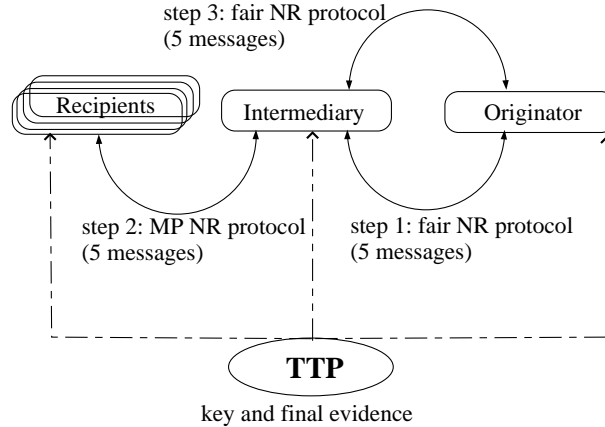 step 3: fair NR protocol
(5 messages)
Recipients
Intermediary
Originator
step 2: MP NR protocol
(5 messages)
step 1: fair NR protocol
(5 messages)
TTP
key and final evidence